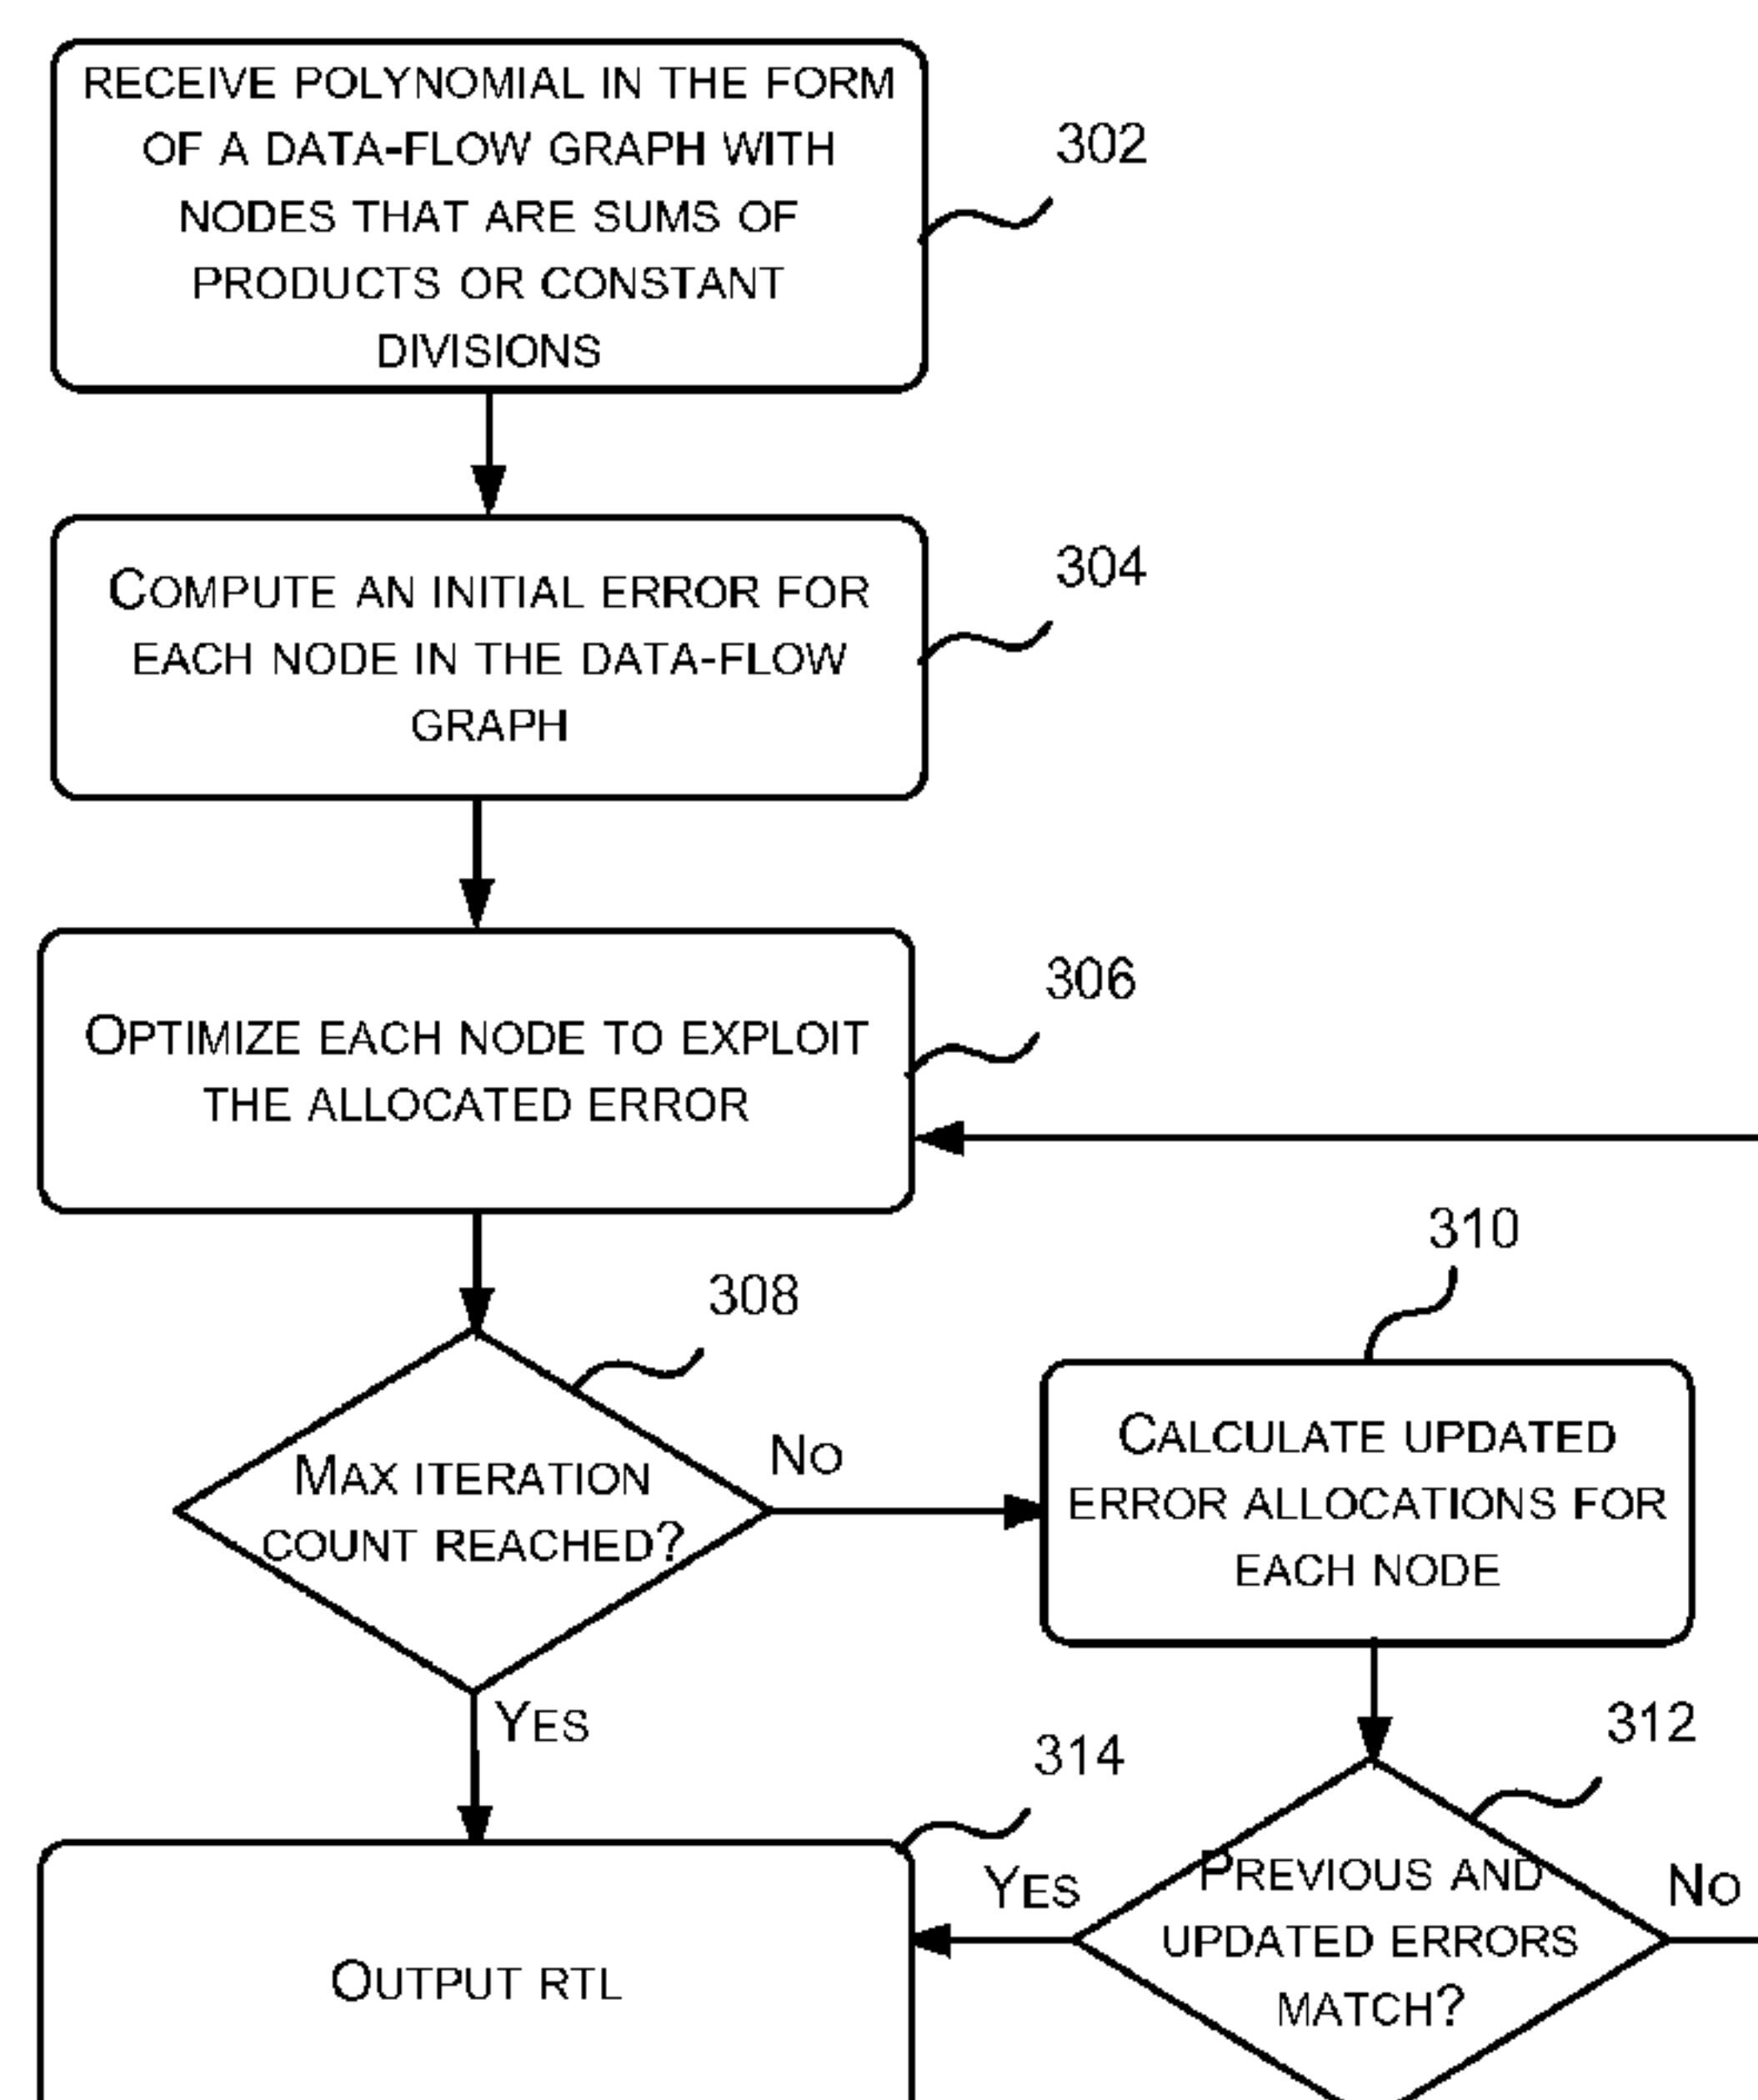 RECEIVE POLYNOMIAL IN THE FORM
OF A DATA-FLOW GRAPH WITH
NODES THAT ARE SUMS OF
PRODUCTS OR CONSTANT
DIVISIONS
302
COMPUTE AN INITIAL ERROR FOR
EACH NODE IN THE DATA-FLOW
GRAPH
304
OPTIMIZE EACH NODE TO EXPLOIT
THE ALLOCATED ERROR
306
308
MAX ITERATION
COUNT REACHED?
NO
YES
310
CALCULATE UPDATED
ERROR ALLOCATIONS FOR
EACH NODE
312
PREVIOUS AND
UPDATED ERRORS
MATCH?
YES
NO
314
OUTPUT RTL